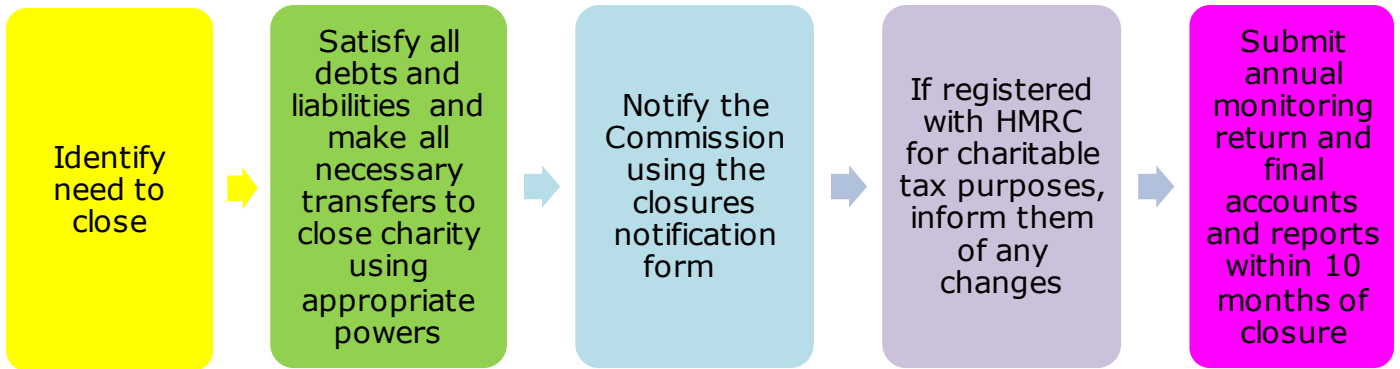 Identify
need to
close
Satisfy all
debts and
liabilities and
make all
necessary
transfers to
close charity
using
appropriate
powers
Notify the
Commission
using the
closures
notification
form
If registered
with HMRC
for charitable
tax purposes,
inform them
of any
changes
Submit
annual
monitoring
return and
final
accounts
and reports
within 10
months of
closure